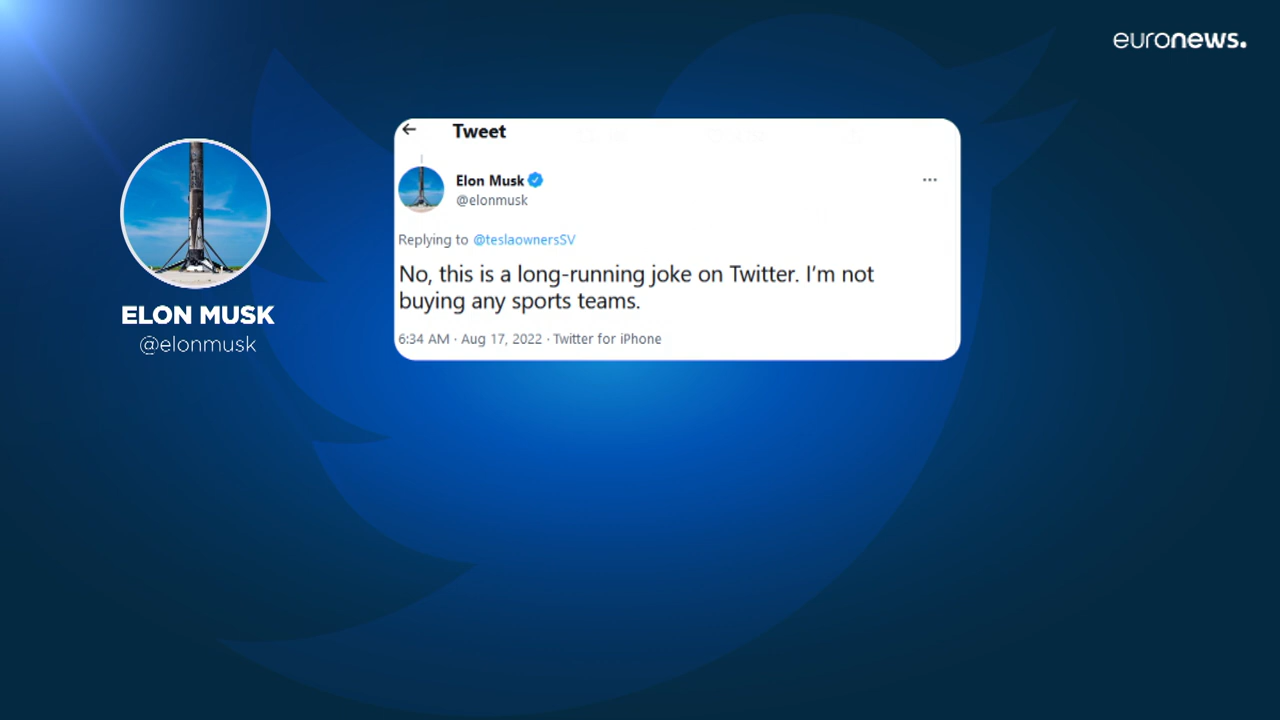 euronews.
Tweet
Elon Musk
@elonmusk
Replying to @teslaownersSV
No, this is a long-running joke on Twitter. I'm not
buying any sports teams.
6:34 AM · Aug 17, 2022 · Twitter for iPhone
ELON MUSK
@elonmusk